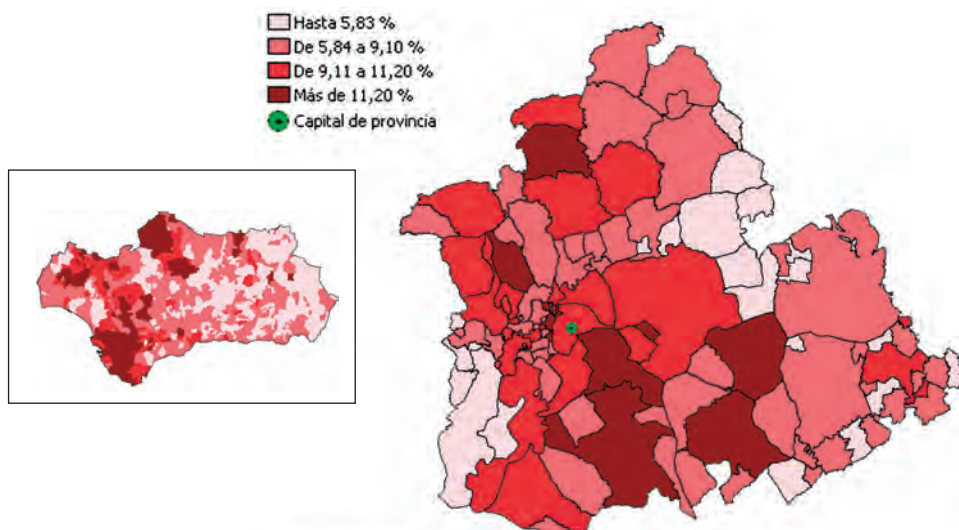 Hasta 5,83 %
De 5,84 a 9,10 %
De 9,11 a 11,20 %
Más de 11,20 %
Capital de provincia